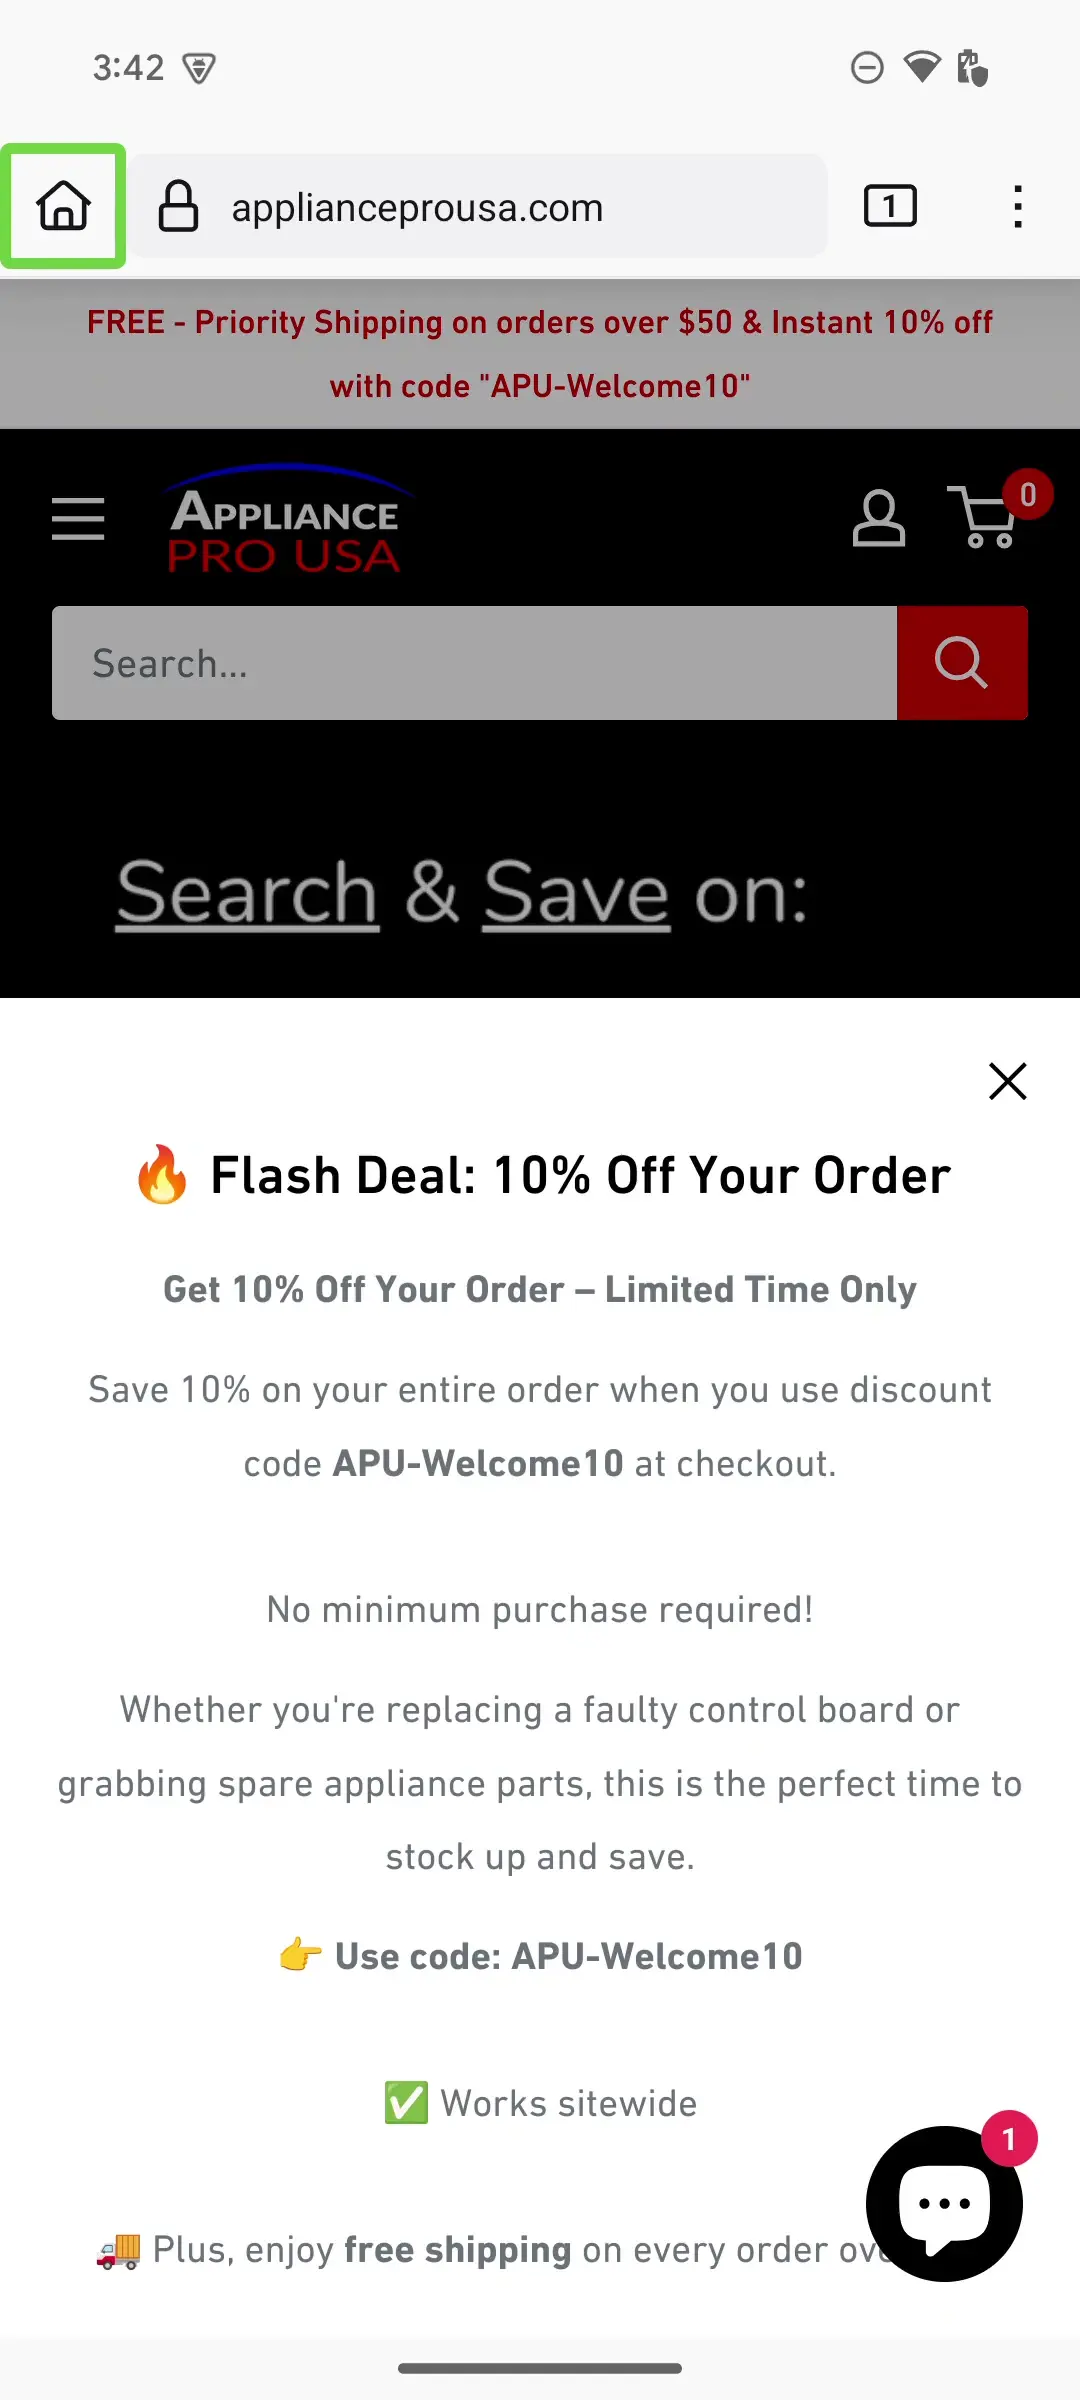 3:42
applianceprousa.com
1
FREE - Priority Shipping on orders over $50 & Instant 10% off
with code "APU-Welcome10"
APPLIANCE
PRO USA
0
Search...
Search & Save on:
🔥 Flash Deal: 10% Off Your Order
Get 10% Off Your Order – Limited Time Only
Save 10% on your entire order when you use discount
code APU-Welcome10 at checkout.
No minimum purchase required!
Whether you're replacing a faulty control board or
grabbing spare appliance parts, this is the perfect time to
stock up and save.
👉 Use code: APU-Welcome10
✅ Works sitewide
1
🚚 Plus, enjoy free shipping on every order